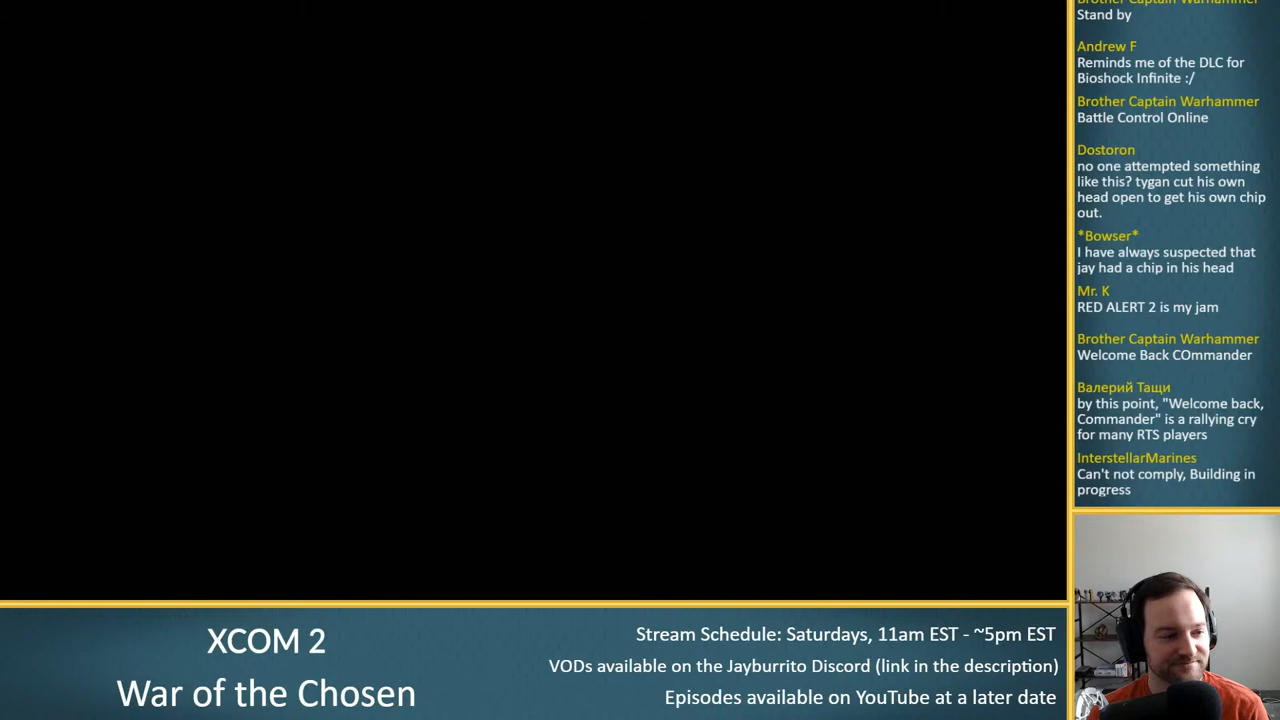 Brother Captain Warhammer
Stand by
Andrew F
Reminds me of the DLC for
Bioshock Infinite :/
Brother Captain Warhammer
Battle Control Online
Dostoron
no one attempted something
like this? tygan cut his own
head open to get his own chip
out.
*Bowser*
I have always suspected that
jay had a chip in his head
Mr. K
RED ALERT 2 is my jam
Brother Captain Warhammer
Welcome Back COmmander
Валерий Тащи
by this point, "Welcome back,
Commander" is a rallying cry
for many RTS players
InterstellarMarines
Can't not comply, Building in
progress
XCOM 2
War of the Chosen
Stream Schedule: Saturdays, 11am EST - ~5pm EST
VODs available on the Jayburrito Discord (link in the description)
Episodes available on YouTube at a later date